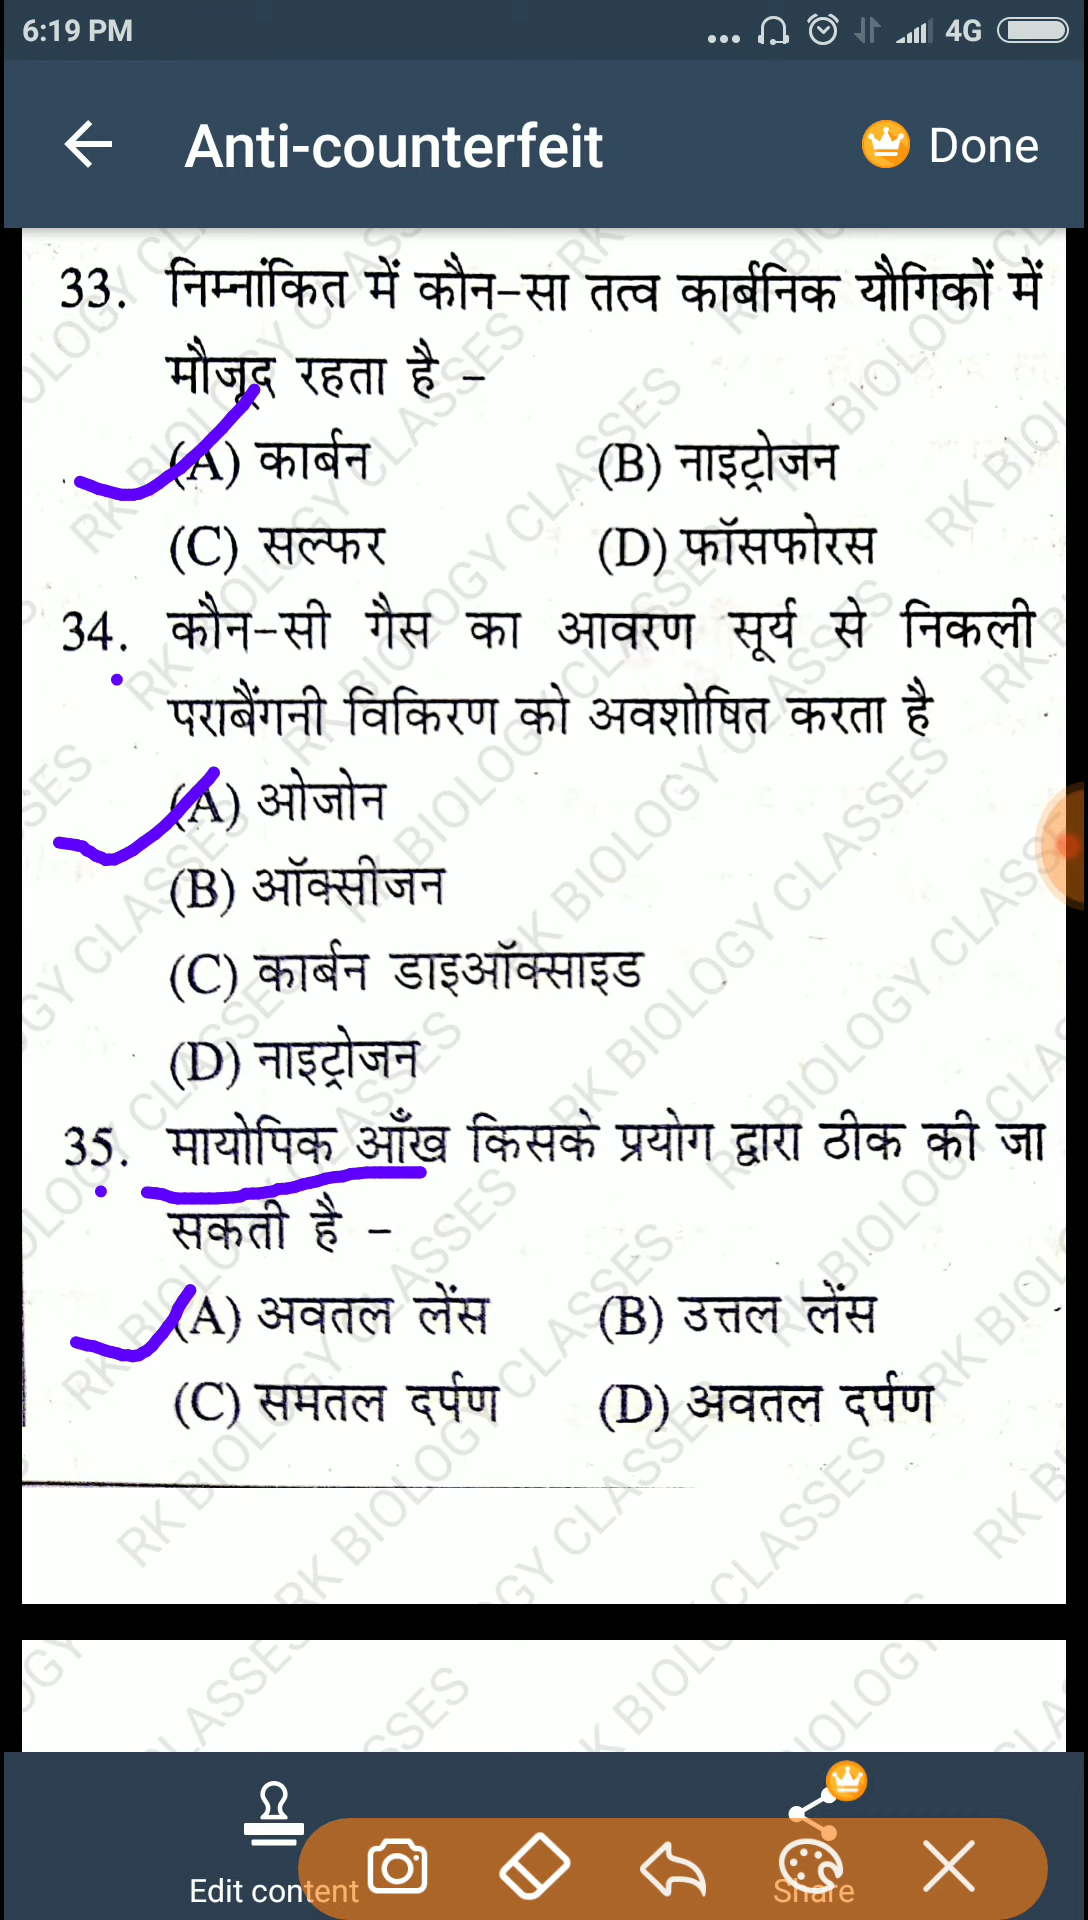 6:19 PM
4G
Anti-counterfeit
Done
33. निम्नांकित में कौन-सा तत्व कार्बनिक यौगिकों में
मौजूद रहता है -
(A) कार्बन (B) नाइट्रोजन
(C) सल्फर (D) फॉसफोरस
34. कौन-सी गैस का आवरण सूर्य से निकली
पराबैंगनी विकिरण को अवशोषित करता है
(A) ओजोन
(B) ऑक्सीजन
(C) कार्बन डाइऑक्साइड
(D) नाइट्रोजन
35. मायोपिक आँख किसके प्रयोग द्वारा ठीक की जा
सकती है -
(A) अवतल लेंस (B) उत्तल लेंस
(C) समतल दर्पण (D) अवतल दर्पण
RK BIOLOGY CLASSES
Edit content
Share